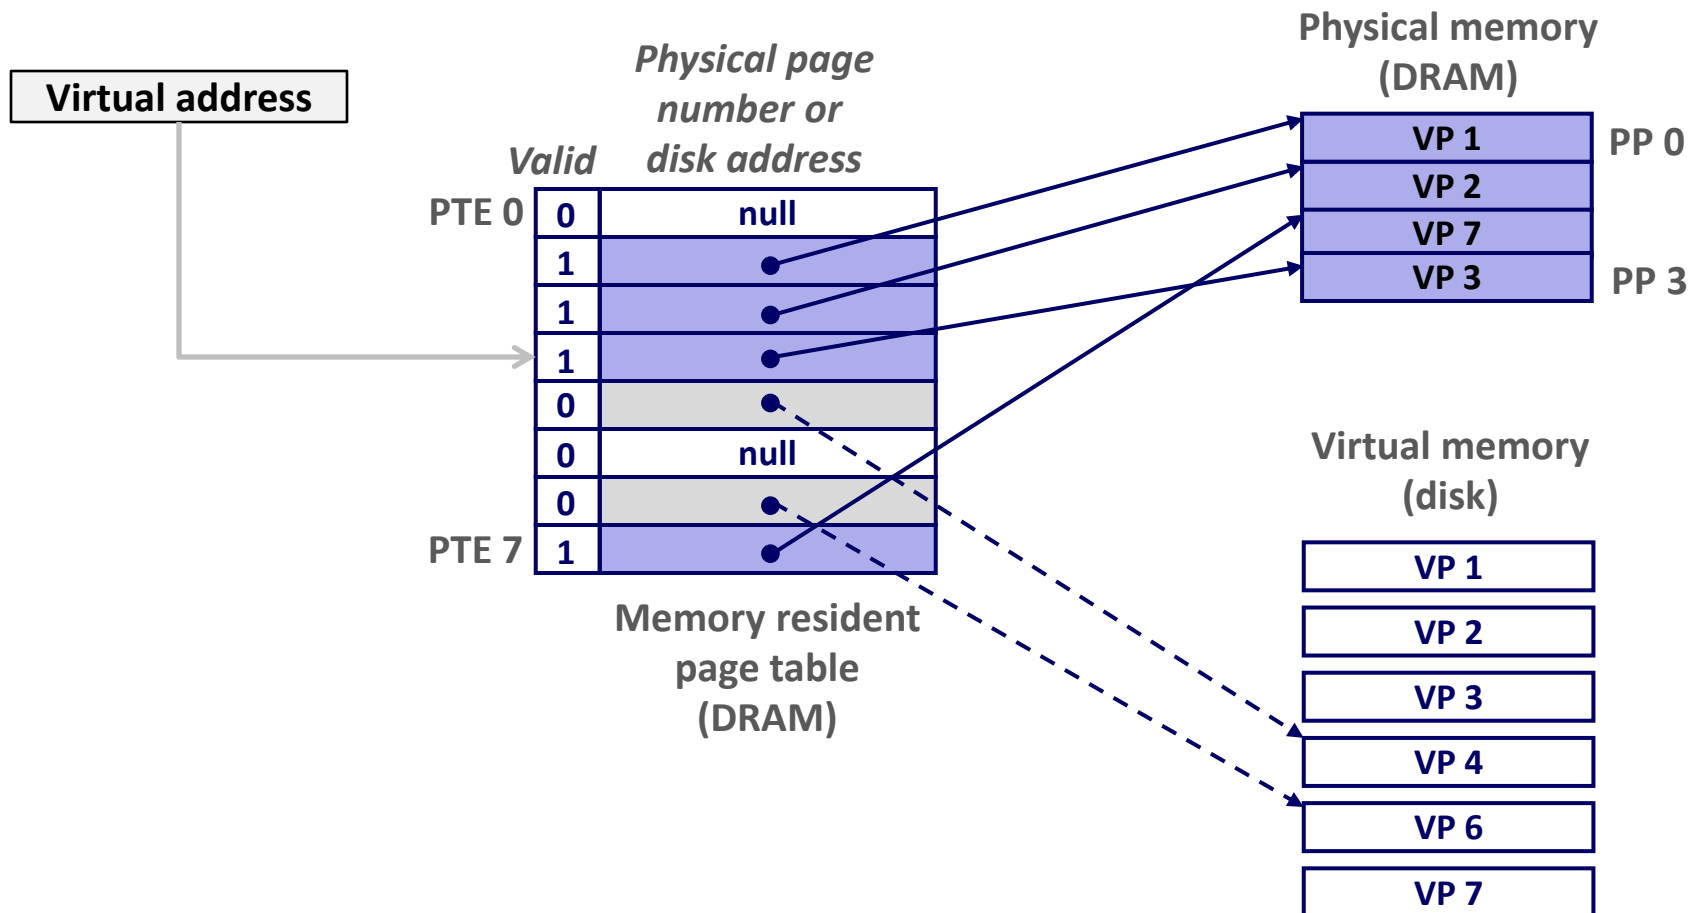 Virtual address
Physical page
number or
disk address
Valid
PTE 0
0
null
1
1
1
0
0
null
0
PTE 7
1
Memory resident
page table
(DRAM)
Physical memory
(DRAM)
VP 1
PP 0
VP 2
VP 7
VP 3
PP 3
Virtual memory
(disk)
VP 1
VP 2
VP 3
VP 4
VP 6
VP 7